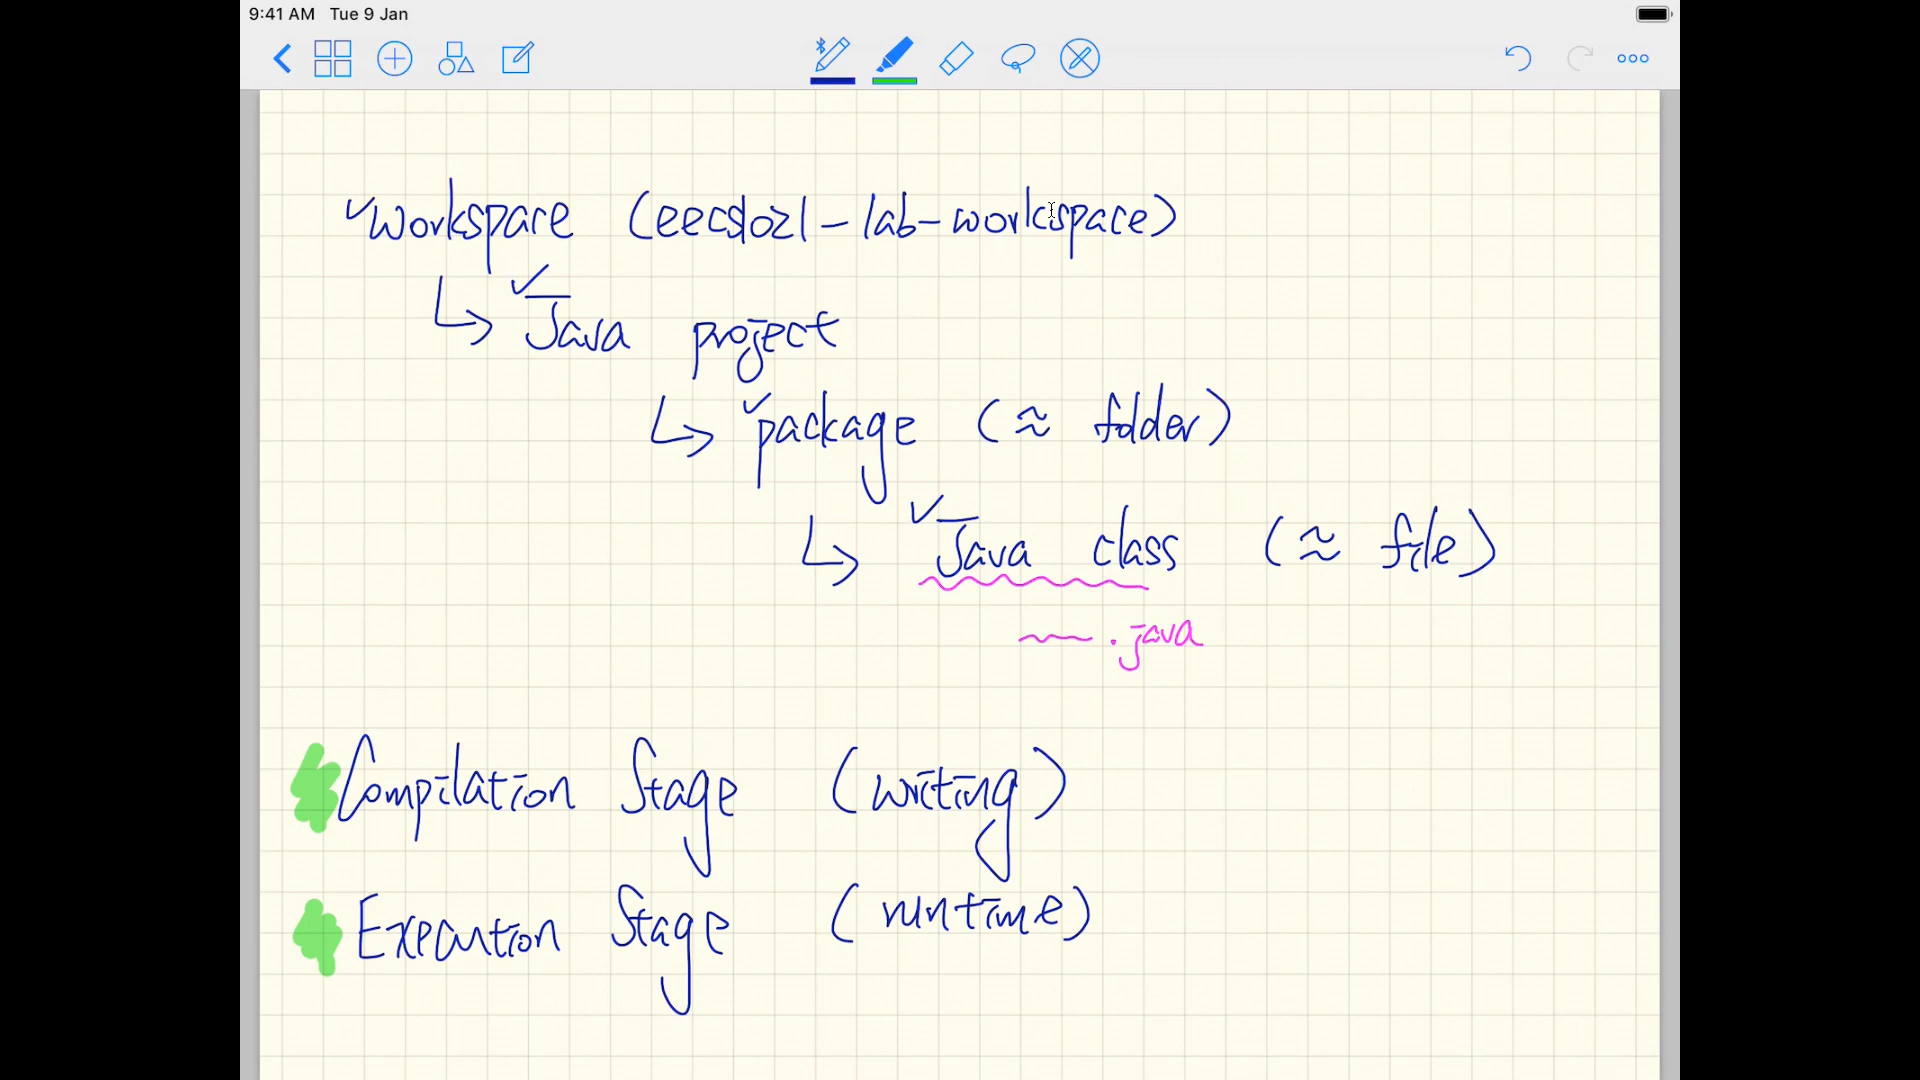 9:41 AM Tue 9 Jan
✓workspace (eecs1021-lab-workspace)
↳ ✓Java project
↳ ✓package (≈ folder)
↳ ✓Java class (≈ file)
.java
Compilation Stage (writing)
Execution Stage (runtime)